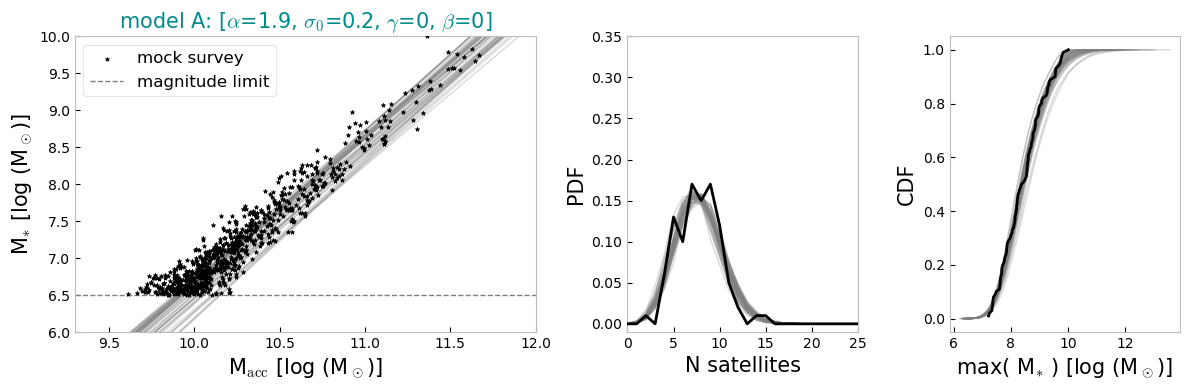 model A: [α=1.9, σ₀=0.2, γ=0, β=0]
mock survey
magnitude limit
10.0
9.5
9.0
8.5
8.0
7.5
7.0
6.5
6.0
M* [log (M⊙)]
9.5 10.0 10.5 11.0 11.5 12.0
Macc [log (M⊙)]
0.35
0.30
0.25
0.20
0.15
0.10
0.05
0.00
PDF
0 5 10 15 20 25
N satellites
1.0
0.8
0.6
0.4
0.2
0.0
CDF
6 8 10 12
max( M* ) [log (M⊙)]